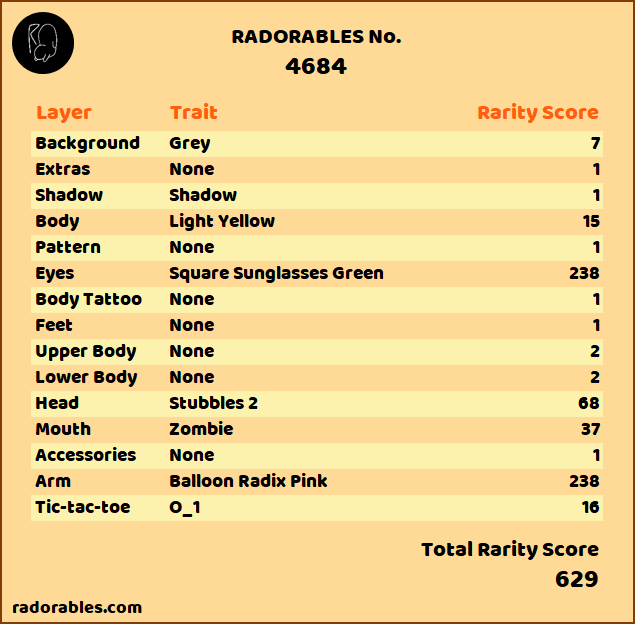 RADORABLES No.
4684
Layer Trait Rarity Score
Background Grey 7
Extras None 1
Shadow Shadow 1
Body Light Yellow 15
Pattern None 1
Eyes Square Sunglasses Green 238
Body Tattoo None 1
Feet None 1
Upper Body None 2
Lower Body None 2
Head Stubbles 2 68
Mouth Zombie 37
Accessories None 1
Arm Balloon Radix Pink 238
Tic-tac-toe O_1 16
Total Rarity Score
629
radorables.com